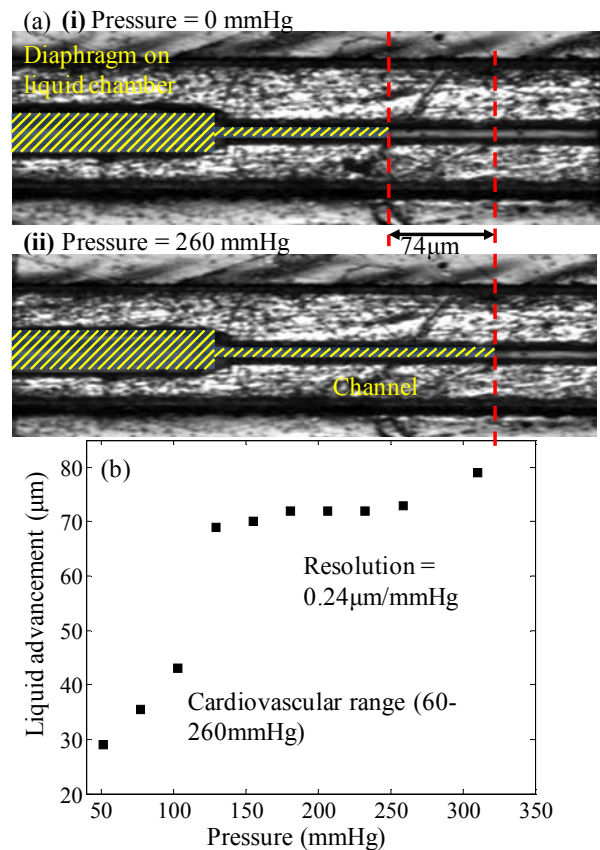 (a) (i) Pressure = 0 mmHg
Diaphragm on
liquid chamber
(ii) Pressure = 260 mmHg
74μm
Channel
(b)
80
70
60
50
40
30
20
Liquid advancement (μm)
Resolution =
0.24μm/mmHg
Cardiovascular range (60-
260mmHg)
50
100
150
200
250
300
350
Pressure (mmHg)